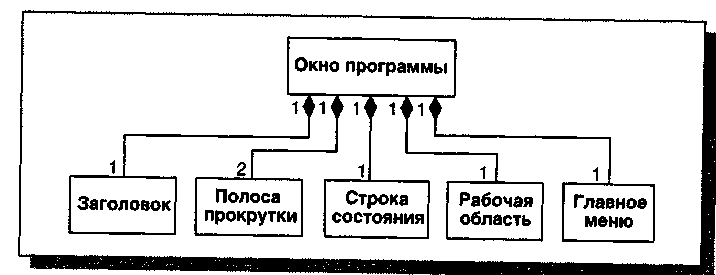 Окно программы
1 1 1 1 1
1 2 1 1 1
Заголовок
Полоса
прокрутки
Строка
состояния
Рабочая
область
Главное
меню